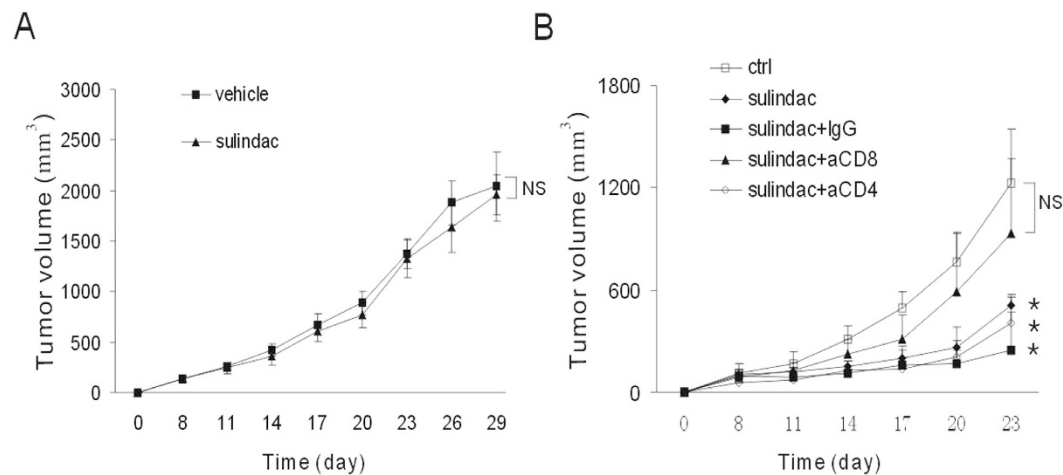 A
B
vehicle
sulindac
3000
2500
2000
1500
1000
500
0
Tumor volume (mm³)
NS
0 8 11 14 17 20 23 26 29
Time (day)
ctrl
sulindac
sulindac+IgG
sulindac+aCD8
sulindac+aCD4
1800
1200
600
0
Tumor volume (mm³)
NS
*
*
*
0 8 11 14 17 20 23
Time (day)